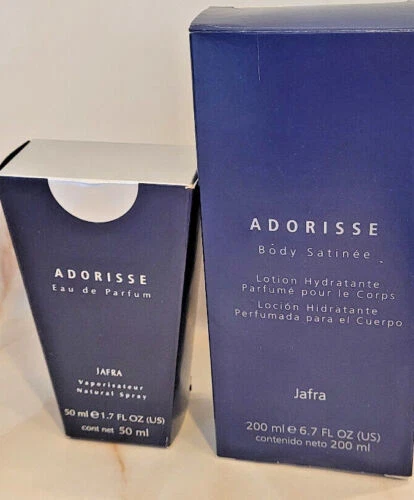 ADORISSE
Eau de Parfum
JAFRA
Vaporisateur
Natural Spray
50 ml e 1.7 FL OZ (US)
cont net 50 ml
ADORISSE
Body Satinée
Lotion Hydratante
Parfumé pour le Corps
Loción Hidratante
Perfumada para el Cuerpo
Jafra
200 ml e 6.7 FL OZ (US)
contenido neto 200 ml